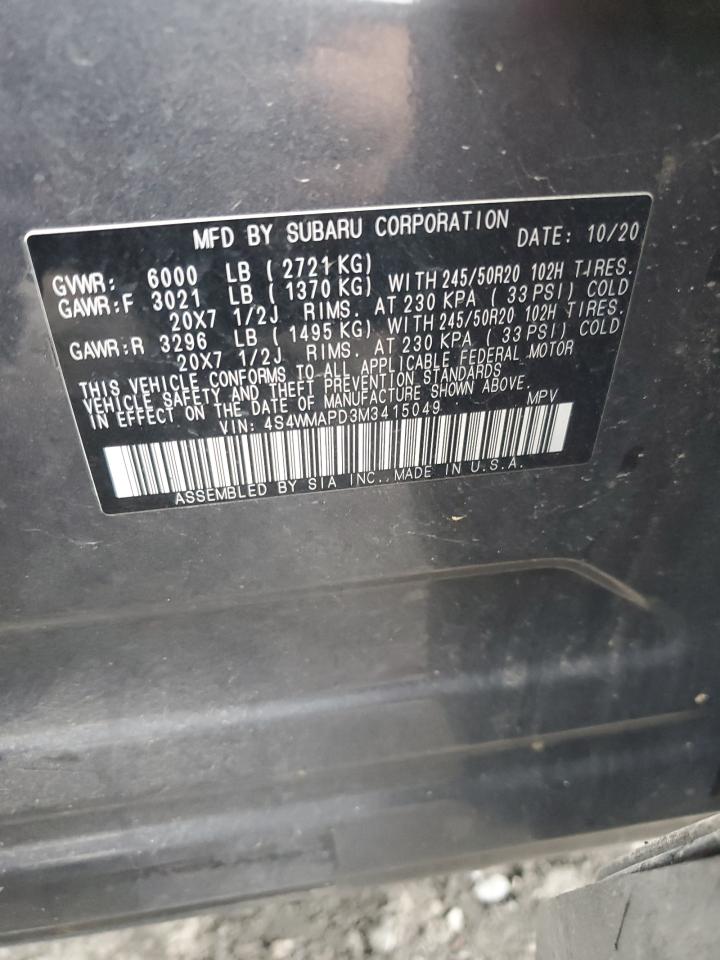 MFD BY SUBARU CORPORATION DATE: 10/20
GVWR: 6000 LB (2721KG)
GAWR:F 3021 LB (1370 KG) WITH 245/50R20 102H TIRES.
20X7 1/2J RIMS. AT 230 KPA (33 PSI) COLD
GAWR:R 3296 LB (1495 KG) WITH 245/50R20 102H TIRES.
20X7 1/2J RIMS. AT 230 KPA (33 PSI) COLD
THIS VEHICLE CONFORMS TO ALL APPLICABLE FEDERAL MOTOR
VEHICLE SAFETY AND THEFT PREVENTION STANDARDS
IN EFFECT ON THE DATE OF MANUFACTURE SHOWN ABOVE.
VIN: 4S4WMAPD3M3415049 MPV
ASSEMBLED BY SIA INC., MADE IN U.S.A.